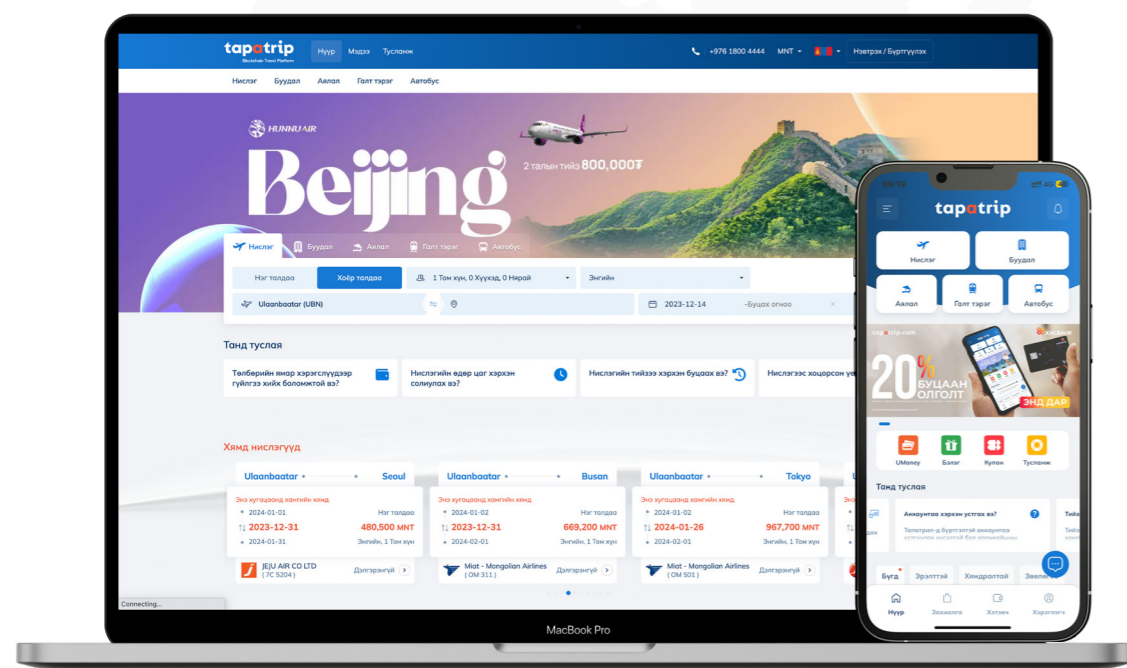 tapatrip
Blockchain Travel Platform
Нүүр Мэдээ Тусламж
+976 1800 4444 MNT Нэвтрэх / Бүртгүүлэх
Нислэг Буудал Аялал Галт тэрэг Автобус
HUNNU AIR
Beijing
2 талын тийз 800,000₮
Нислэг Буудал Аялал Галт тэрэг Автобус
Нэг талдаа Хоёр талдаа 1 Том хүн, 0 Хүүхэд, 0 Нярай Энгийн
Ulaanbaatar (UBN) 2023-12-14 -Буцах огноо ×
Танд туслая
Төлбөрийн ямар хэрэгслүүдээр
гүйлгээ хийх боломжтой вэ?
Нислэгийн өдөр цаг хэрхэн
солиулах вэ?
Нислэгийн тийзээ хэрхэн буцаах вэ?
Нислэгээс хоцорсон үе
Хямд нислэгүүд
Ulaanbaatar Seoul
Энэ хугацаанд хамгийн хямд
2024-01-01 Нэг талдаа
2023-12-31 480,500 MNT
2024-01-31 Энгийн, 1 Том хүн
JEJU AIR CO LTD
(7C 5204)
Дэлгэрэнгүй
Ulaanbaatar Busan
Энэ хугацаанд хамгийн хямд
2024-01-02 Нэг талдаа
2023-12-31 669,200 MNT
2024-02-01 Энгийн, 1 Том хүн
Miat - Mongolian Airlines
(OM 311)
Дэлгэрэнгүй
Ulaanbaatar Tokyo
Энэ хугацаанд хамгийн хямд
2024-01-02 Нэг талдаа
2024-01-26 967,700 MNT
2024-02-01 Энгийн, 1 Том хүн
Miat - Mongolian Airlines
(OM 501)
Дэлгэрэнгүй
Connecting...
MacBook Pro
09:19 4G
tapatrip
Нислэг Буудал
Аялал Галт тэрэг Автобус
tapatrip.com ХАСБАНК
20%
БУЦААН
ОЛГОЛТ
ЭНД ДАР
UMoney Бэлэг Купон Тусламж
Танд туслая
Аккаунтаа хэрхэн устгах вэ?
Тапатрип-д бүртгэлтэй аккаунтаа
Бүгд Эрэлттэй Хямдралтай
Нүүр Захиалга Хэтэвч Хэрэглэгч